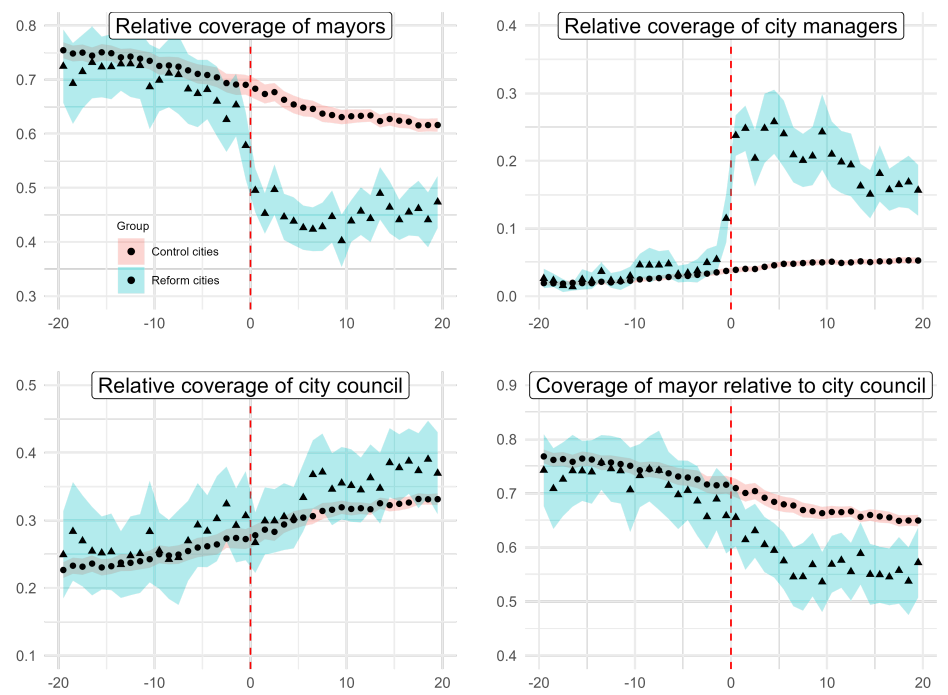 Relative coverage of mayors
0.8
0.7
0.6
0.5
0.4
0.3
Group
Control cities
Reform cities
-20 -10 0 10 20
Relative coverage of city managers
0.4
0.3
0.2
0.1
0.0
-20 -10 0 10 20
Relative coverage of city council
0.5
0.4
0.3
0.2
0.1
-20 -10 0 10 20
Coverage of mayor relative to city council
0.9
0.8
0.7
0.6
0.5
0.4
-20 -10 0 10 20